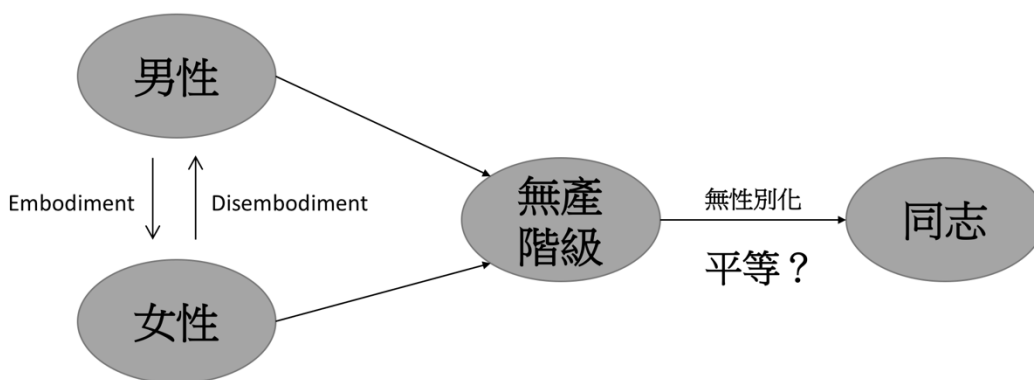 男性
Embodiment
Disembodiment
女性
無產
階級
無性別化
平等？
同志